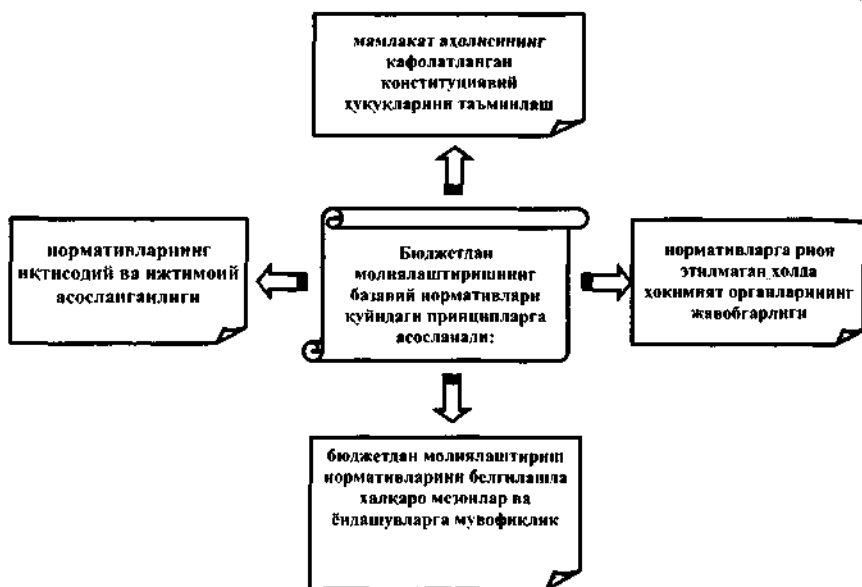 мамлакат аҳолисининг
кафолатланган
конституциявий
ҳуқуқларини таъминлаш
нормативларнинг
иқтисодий ва ижтимоий
асосланганлиги
Бюджетдан
молиялаштиришнинг
базавий нормативлари
қуйидаги принципларга
асосланади:
нормативларга риоя
этилмаган ҳолда
ҳокимият органларининг
жавобгарлиги
бюджетдан молиялаштириш
нормативларини белгилашда
халқаро мезонлар ва
ёндашувларга мувофиқлик